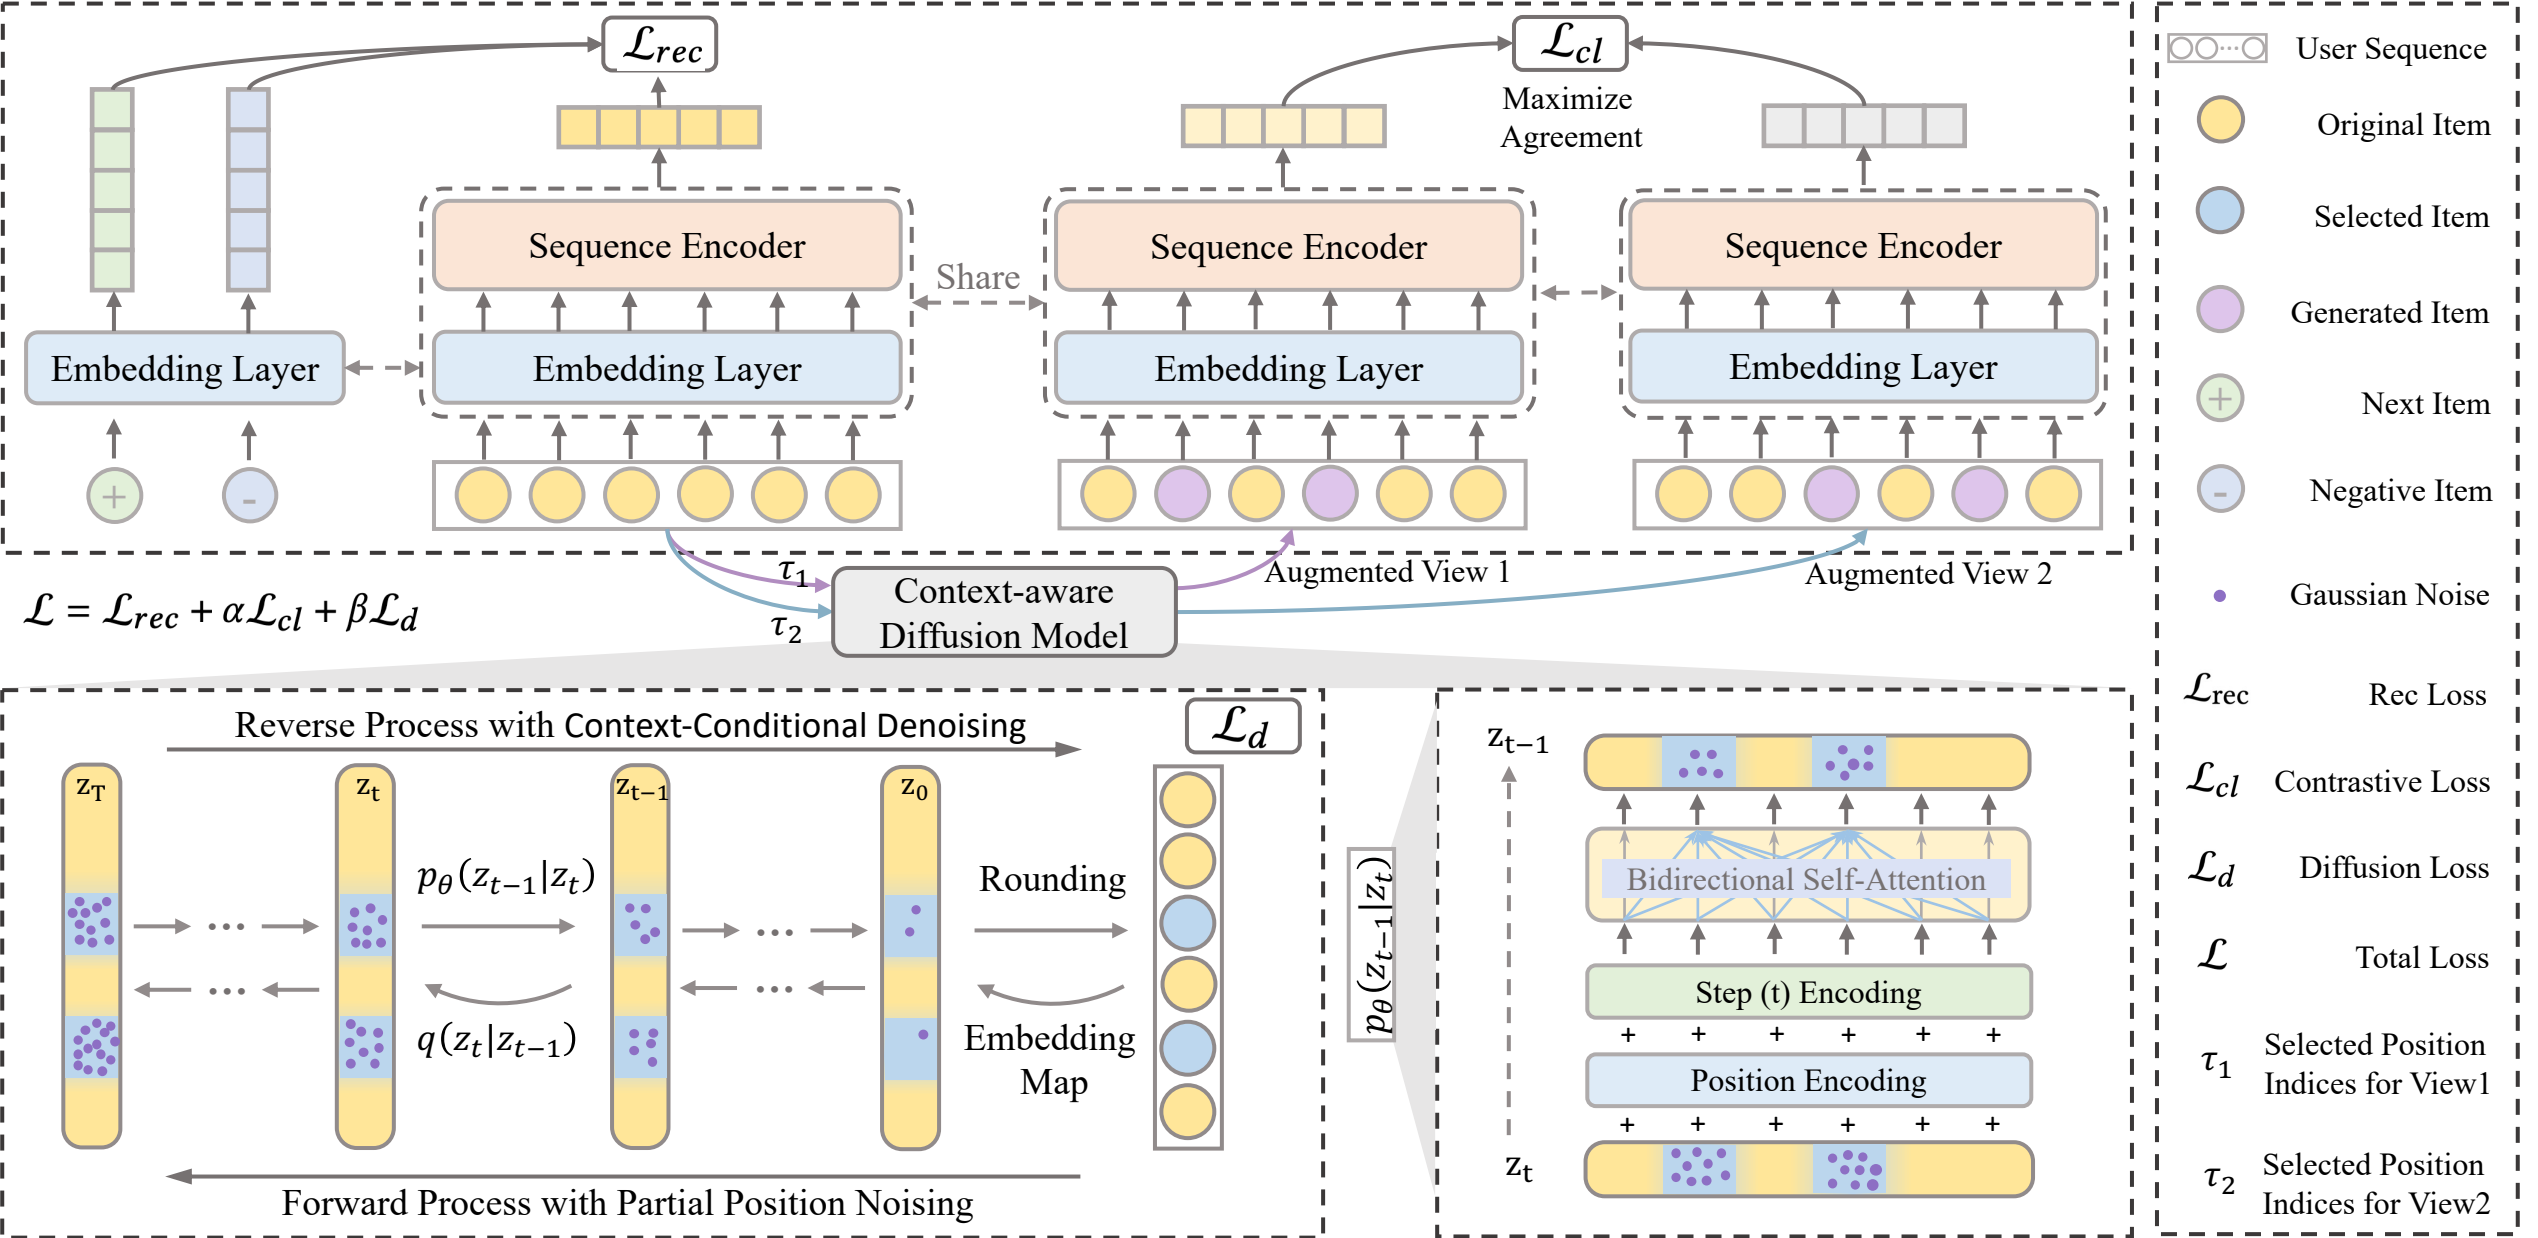 ℒrec
ℒcl
Maximize
Agreement
Sequence Encoder
Sequence Encoder
Sequence Encoder
Share
Embedding Layer
Embedding Layer
Embedding Layer
Embedding Layer
+
-
τ1
τ2
Context-aware
Diffusion Model
Augmented View 1
Augmented View 2
ℒ = ℒrec + αℒcl + βℒd
Reverse Process with Context-Conditional Denoising
ℒd
zT
zt
zt−1
z0
pθ(zt−1|zt)
Rounding
...
...
...
...
q(zt|zt−1)
Embedding
Map
Forward Process with Partial Position Noising
pθ(zt−1|zt)
zt−1
Bidirectional Self-Attention
Step (t) Encoding
+ + + + + +
Position Encoding
+ + + + + +
zt
... User Sequence
Original Item
Selected Item
Generated Item
+ Next Item
- Negative Item
Gaussian Noise
ℒrec Rec Loss
ℒcl Contrastive Loss
ℒd Diffusion Loss
ℒ Total Loss
τ1 Selected Position
Indices for View1
τ2 Selected Position
Indices for View2